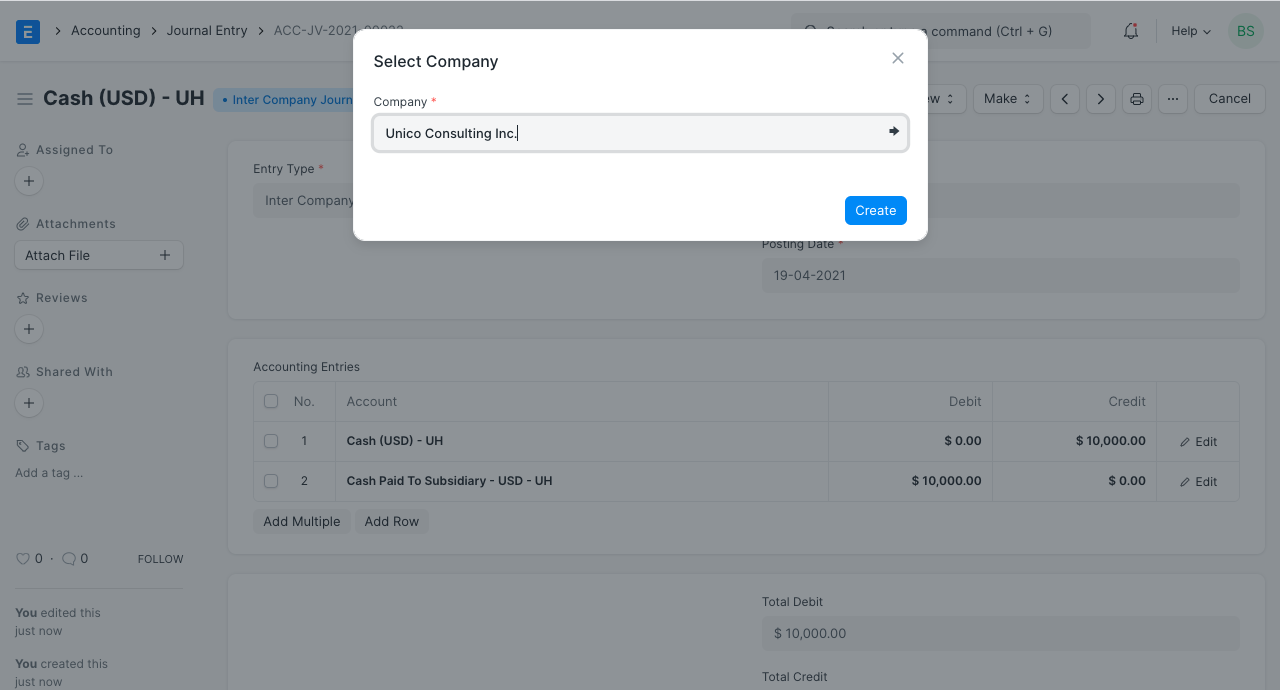 E
Accounting
Journal Entry
ACC-JV-2021-
command (Ctrl + G)
Help
BS
Select Company
Company *
Unico Consulting Inc.
Create
Cash (USD) - UH
Inter Company Journ
Make
Cancel
Assigned To
Attachments
Attach File
Reviews
Shared With
Tags
Add a tag ...
0 · 0 FOLLOW
You edited this
just now
You created this
just now
Entry Type *
Inter Company
Posting Date *
19-04-2021
Accounting Entries
No. Account Debit Credit
1 Cash (USD) - UH $ 0.00 $ 10,000.00 Edit
2 Cash Paid To Subsidiary - USD - UH $ 10,000.00 $ 0.00 Edit
Add Multiple Add Row
Total Debit
$ 10,000.00
Total Credit